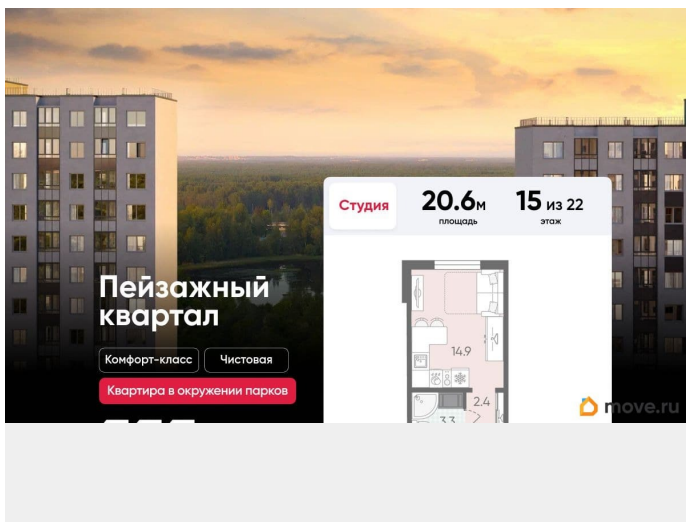 Студия
20.6м
площадь
15 из 22
этаж
Пейзажный
квартал
Комфорт-класс
Чистовая
Квартира в окружении парков
14.9
2.4
3.3
move.ru